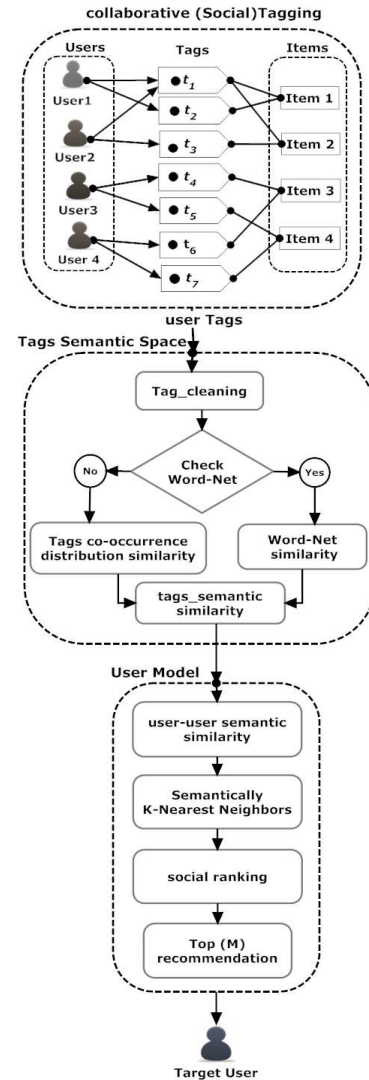 collaborative (Social)Tagging
Users
Tags
Items
User1
User2
User3
User 4
t1
t2
t3
t4
t5
t6
t7
Item 1
Item 2
Item 3
Item 4
user Tags
Tags Semantic Space
Tag_cleaning
Check
Word-Net
No
Yes
Tags co-occurrence
distribution similarity
Word-Net
similarity
tags_semantic
similarity
User Model
user-user semantic
similarity
Semantically
K-Nearest Neighbors
social ranking
Top (M)
recommendation
Target User